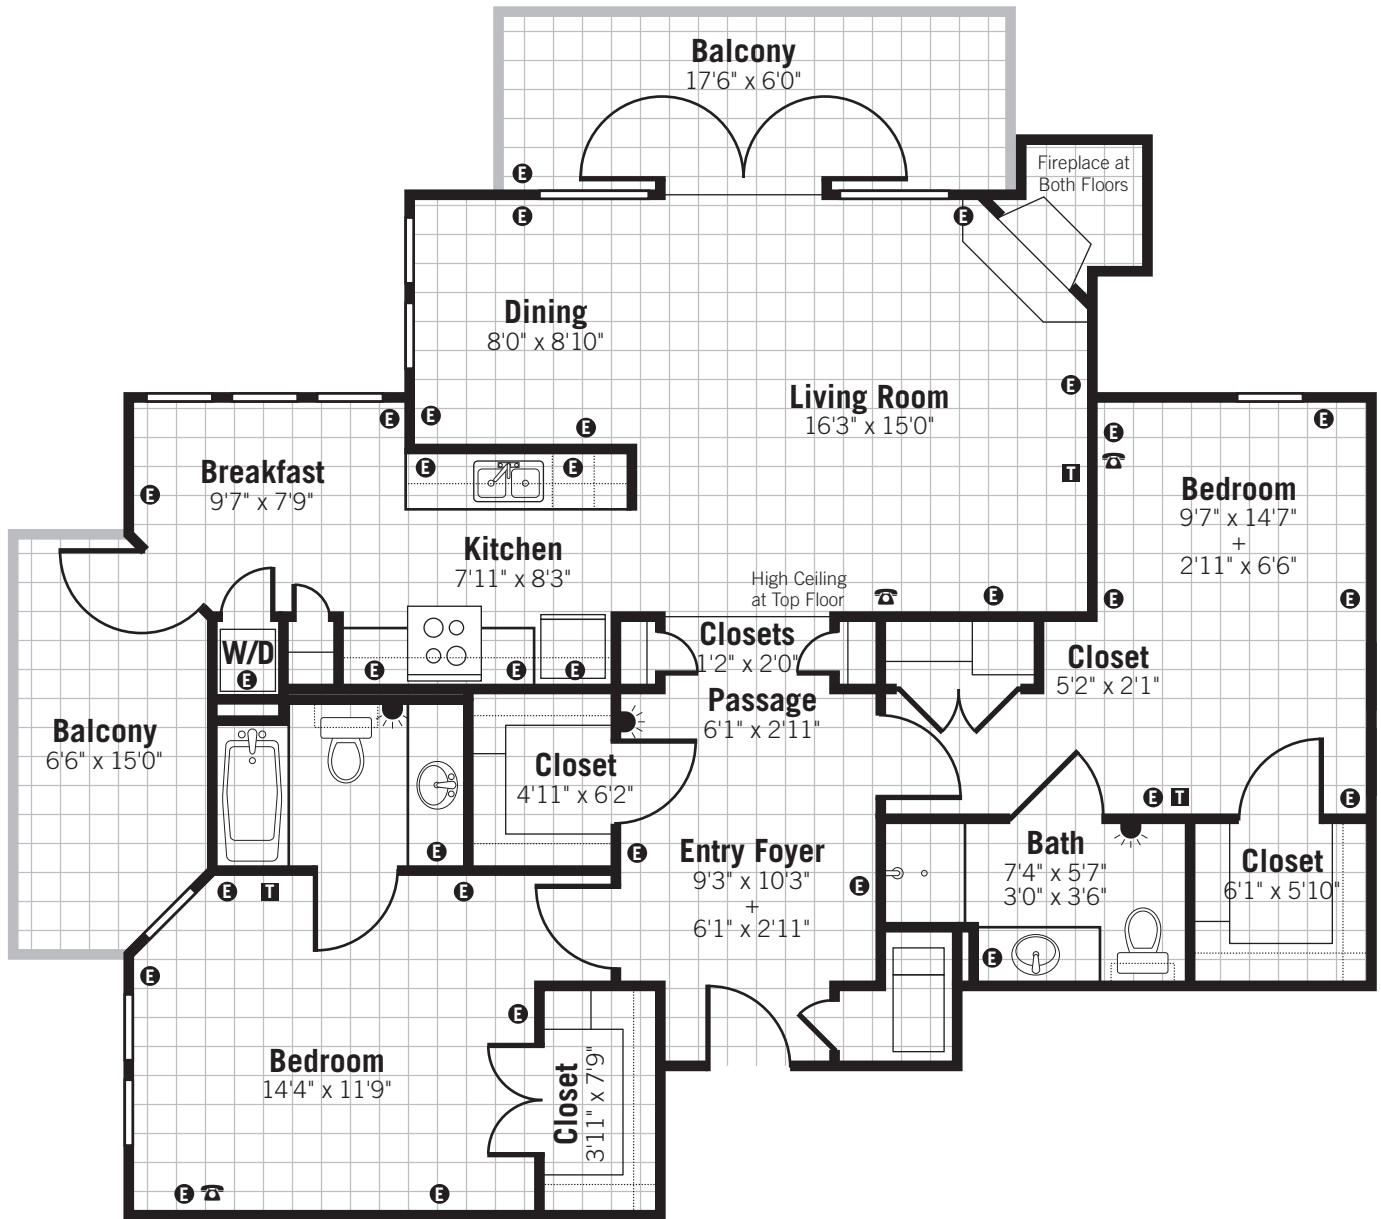 Balcony
17'6" x 6'0"
Fireplace at
Both Floors
E
E
E
Dining
8'0" x 8'10"
Living Room
16'3" x 15'0"
E
E
E
E
E
E
E
Breakfast
9'7" x 7'9"
E
E
E
T
Bedroom
9'7" x 14'7"
+
2'11" x 6'6"
Kitchen
7'11" x 8'3"
High Ceiling
at Top Floor
E
E
E
W/D
E
E
E
E
Closets
1'2" x 2'0"
Closet
5'2" x 2'1"
Passage
6'1" x 2'11"
Balcony
6'6" x 15'0"
Closet
4'11" x 6'2"
E
T
E
E
E
Entry Foyer
9'3" x 10'3"
+
6'1" x 2'11"
E
Bath
7'4" x 5'7"
3'0" x 3'6"
Closet
6'1" x 5'10"
E
T
E
E
E
E
Bedroom
14'4" x 11'9"
Closet
3'11" x 7'9"
E
E